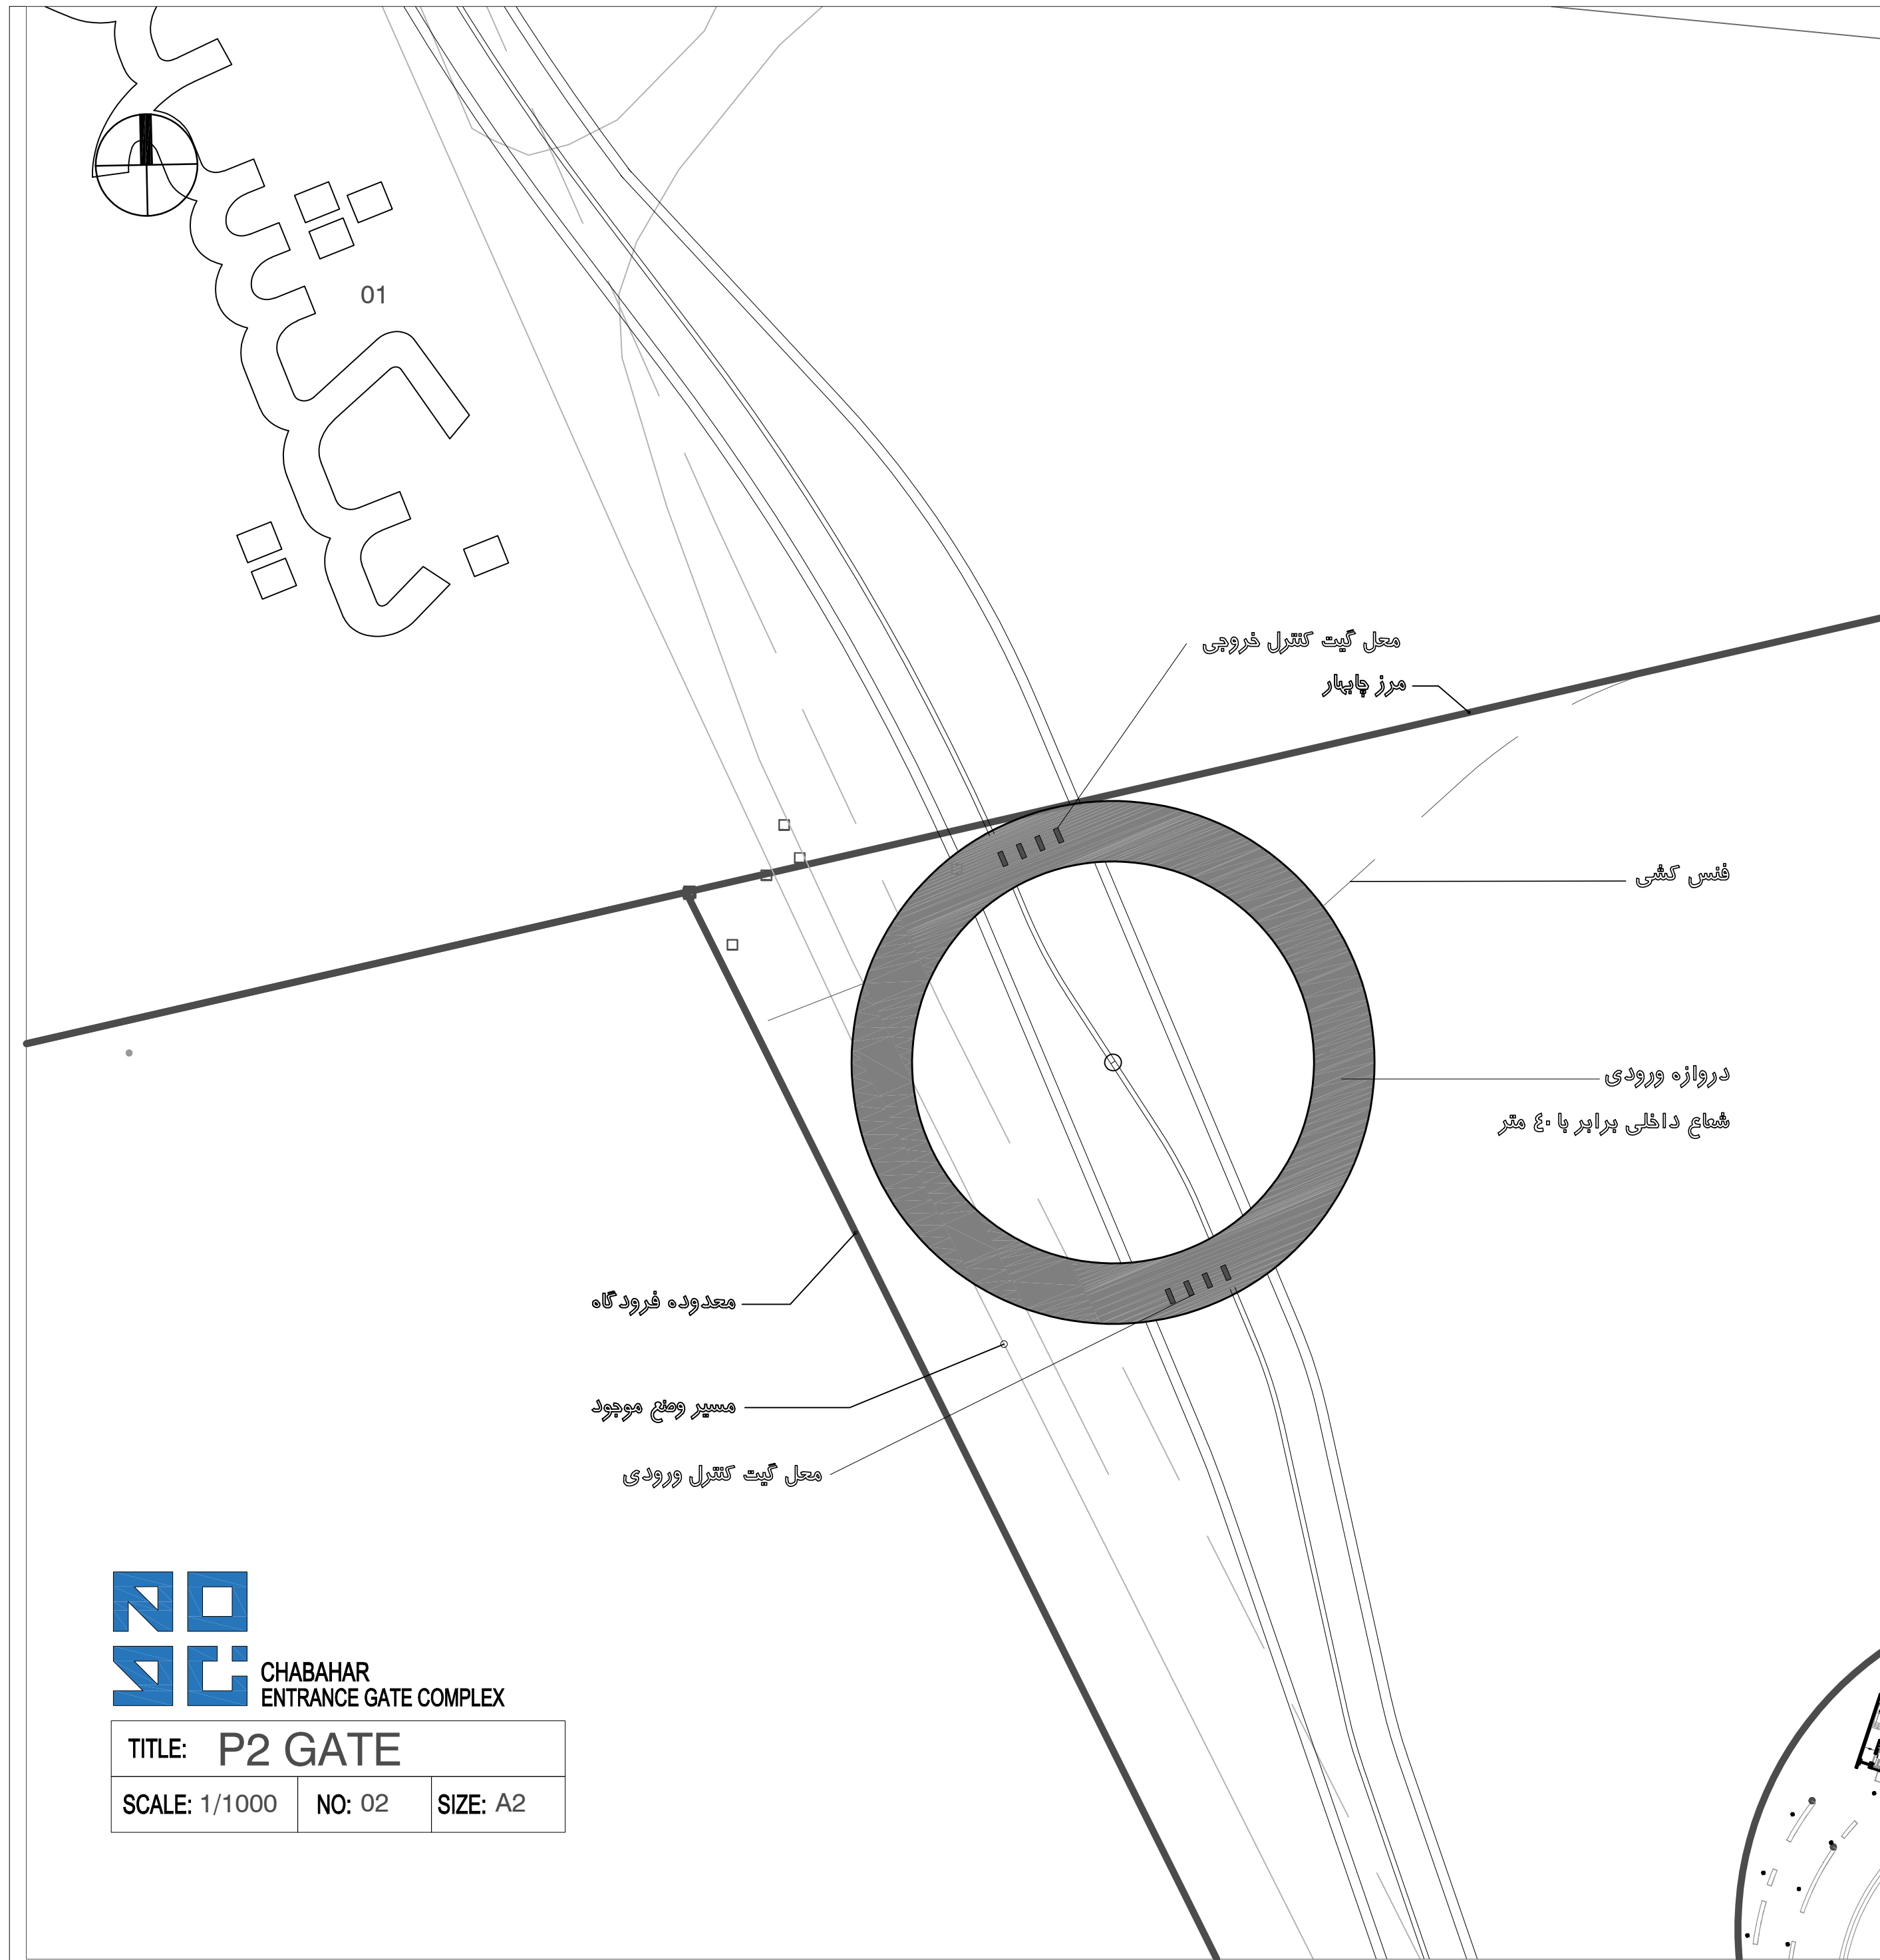 01
محل گیت کنترل خروجی
مرز چابهار
فنس کشی
دروازه ورودی
شعاع داخلی برابر با ٤٠ متر
محدوده فرودگاه
مسیر وضع موجود
محل گیت کنترل ورودی
CHABAHAR
ENTRANCE GATE COMPLEX
TITLE: P2 GATE
SCALE: 1/1000 NO: 02 SIZE: A2